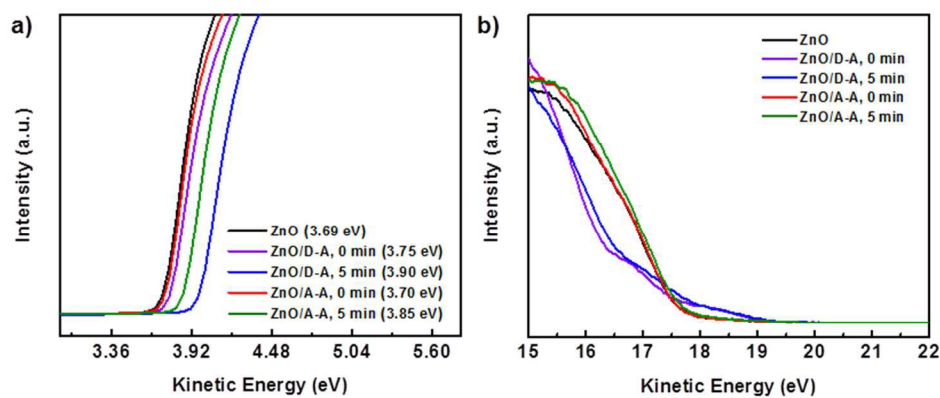 a)
Intensity (a.u.)
ZnO (3.69 eV)
ZnO/D-A, 0 min (3.75 eV)
ZnO/D-A, 5 min (3.90 eV)
ZnO/A-A, 0 min (3.70 eV)
ZnO/A-A, 5 min (3.85 eV)
3.36 3.92 4.48 5.04 5.60
Kinetic Energy (eV)
b)
Intensity (a.u.)
ZnO
ZnO/D-A, 0 min
ZnO/D-A, 5 min
ZnO/A-A, 0 min
ZnO/A-A, 5 min
15 16 17 18 19 20 21 22
Kinetic Energy (eV)